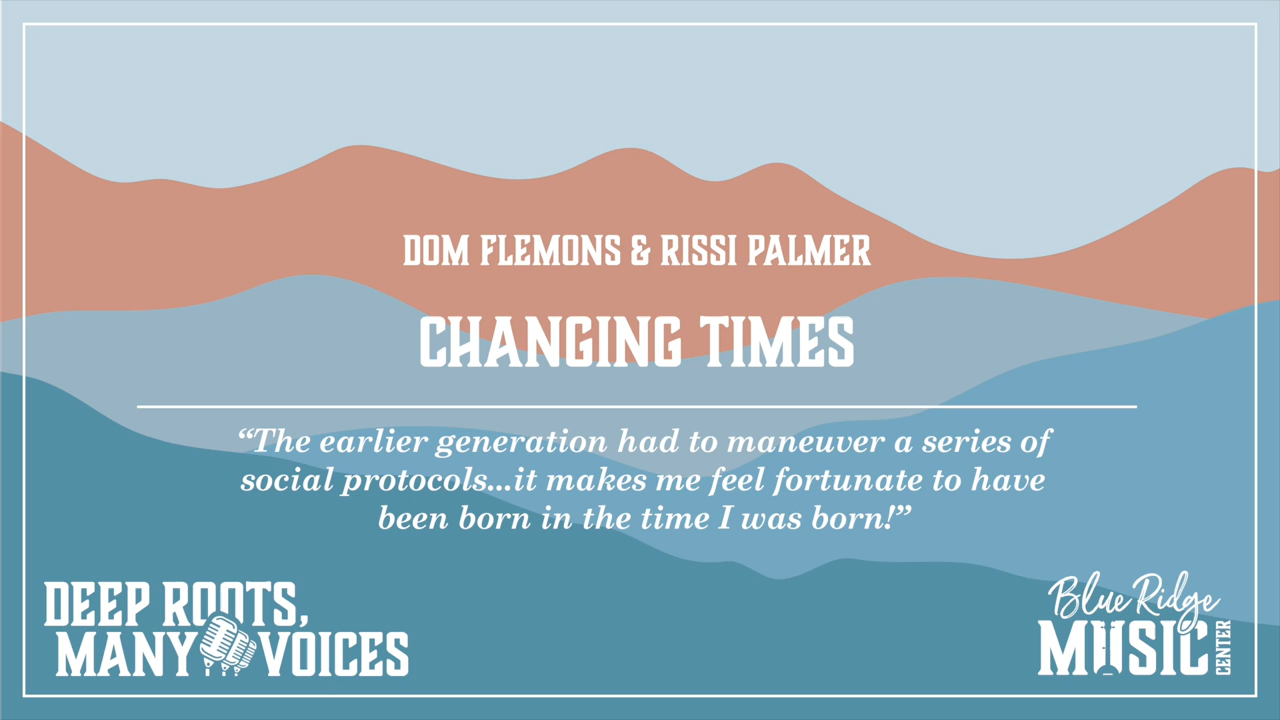 DOM FLEMONS & RISSI PALMER
CHANGING TIMES
“The earlier generation had to maneuver a series of
social protocols...it makes me feel fortunate to have
been born in the time I was born!”
DEEP ROOTS,
MANY VOICES
Blue Ridge
MUSIC
CENTER